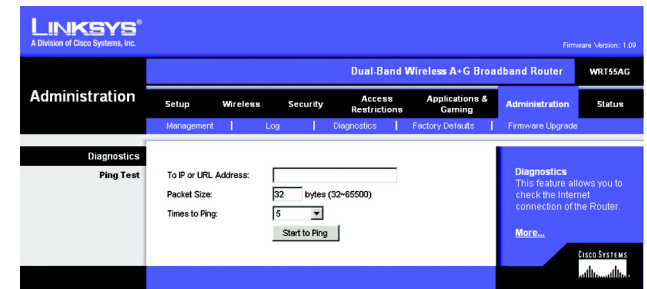 LINKSYS®
A Division of Cisco Systems, Inc.
Firmware Version: 1.09
Dual-Band Wireless A+G Broadband Router WRT55AG
Administration
Setup Wireless Security Access Restrictions Applications & Gaming Administration Status
Management | Log | Diagnostics | Factory Defaults | Firmware Upgrade
Diagnostics
Ping Test
To IP or URL Address:
Packet Size: 32 bytes (32~65500)
Times to Ping: 5
Start to Ping
Diagnostics
This feature allows you to
check the Internet
connection of the Router.
More...
CISCO SYSTEMS